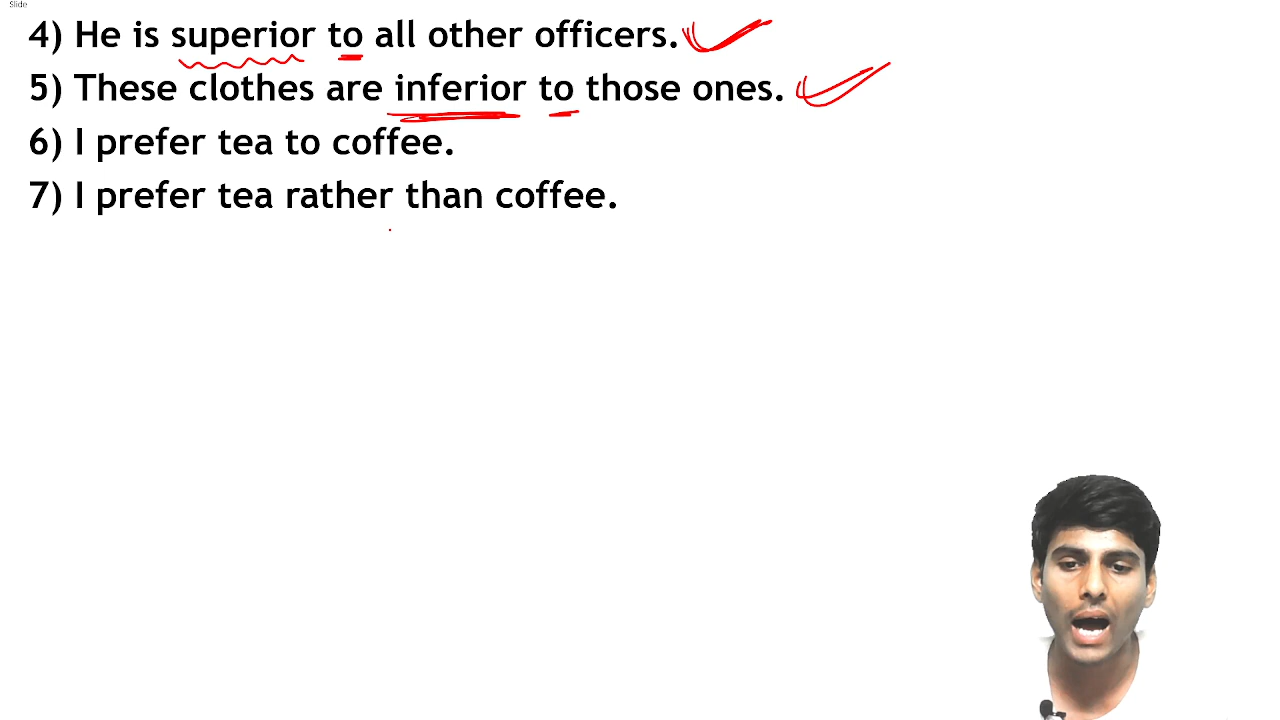 Slide
4) He is superior to all other officers.
5) These clothes are inferior to those ones.
6) I prefer tea to coffee.
7) I prefer tea rather than coffee.